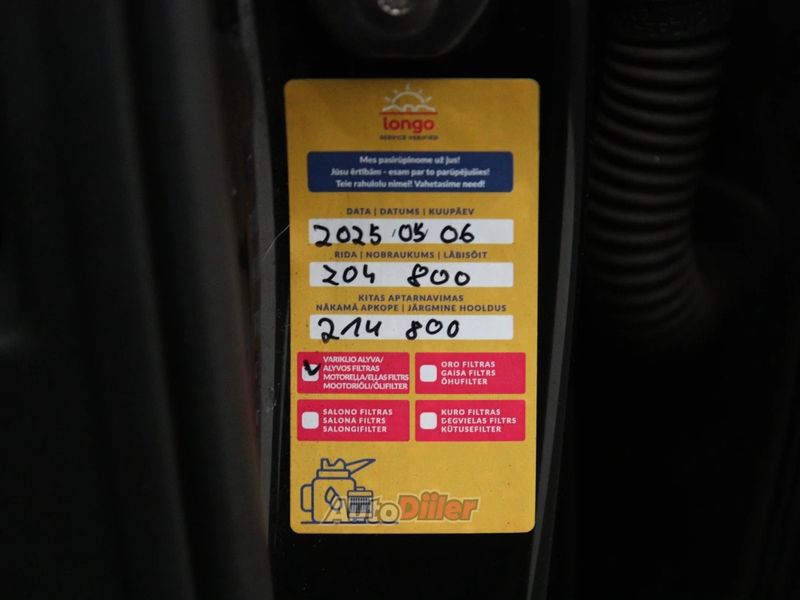 longo
SERVICE VERIFIED
Mes pasirūpinome už jus!
Jūsu ērtībām - esam par to parūpējušies!
Teie rahulolu nimel! Vahetasime need!
DATA | DATUMS | KUUPÄEV
2025 05 06
RIDA | NOBRAUKUMS | LÄBISÕIT
204 800
KITAS APTARNAVIMAS
NĀKAMĀ APKOPE | JÄRGMINE HOOLDUS
214 800
VARIKLIO ALYVA/
ALYVOS FILTRAS
MOTOREĻĻA/EĻĻAS FILTRS
MOOTORIÕLI/ÕLIFILTER
ORO FILTRAS
GAISA FILTRS
ÕHUFILTER
SALONO FILTRAS
SALONA FILTRS
SALONGIFILTER
KURO FILTRAS
DEGVIELAS FILTRS
KÜTUSEFILTER
AutoDiiler